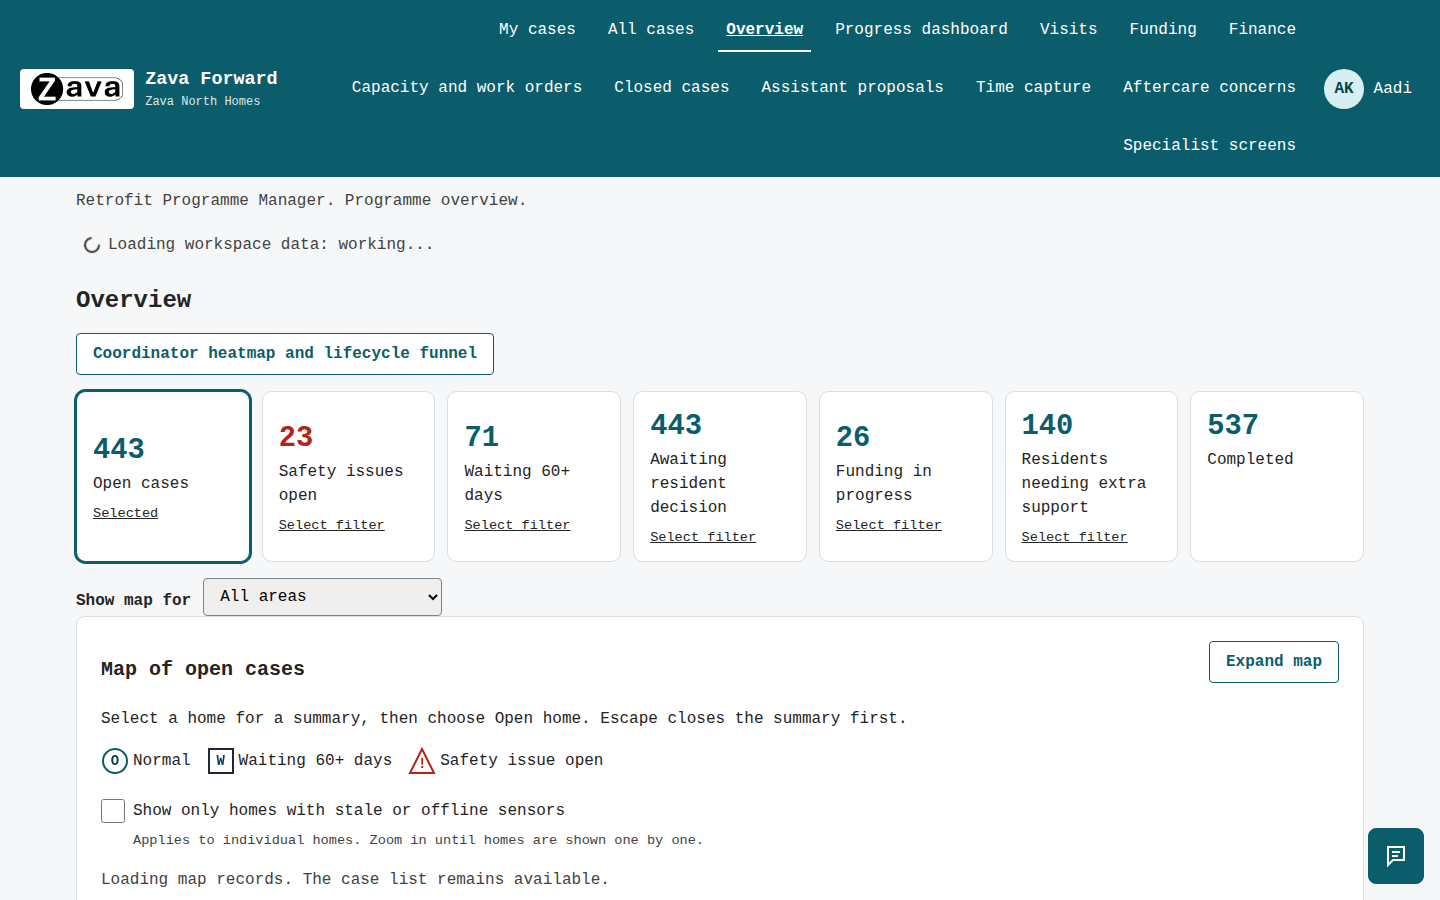 My cases All cases Overview Progress dashboard Visits Funding Finance
Zava
Zava Forward
Zava North Homes
Capacity and work orders Closed cases Assistant proposals Time capture Aftercare concerns
AK Aadi
Specialist screens
Retrofit Programme Manager. Programme overview.
Loading workspace data: working...
Overview
Coordinator heatmap and lifecycle funnel
443
Open cases
Selected
23
Safety issues
open
Select filter
71
Waiting 60+
days
Select filter
443
Awaiting
resident
decision
Select filter
26
Funding in
progress
Select filter
140
Residents
needing extra
support
Select filter
537
Completed
Show map for All areas
Map of open cases
Expand map
Select a home for a summary, then choose Open home. Escape closes the summary first.
O Normal W Waiting 60+ days ! Safety issue open
Show only homes with stale or offline sensors
Applies to individual homes. Zoom in until homes are shown one by one.
Loading map records. The case list remains available.